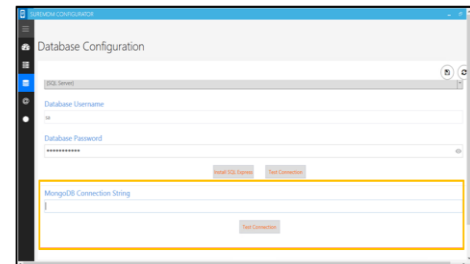 SUREMDM CONFIGURATOR
Database Configuration
(SQL Server)
Database Username
sa
Database Password
***********
Install SQL Express Test Connection
MongoDB Connection String
Test Connection